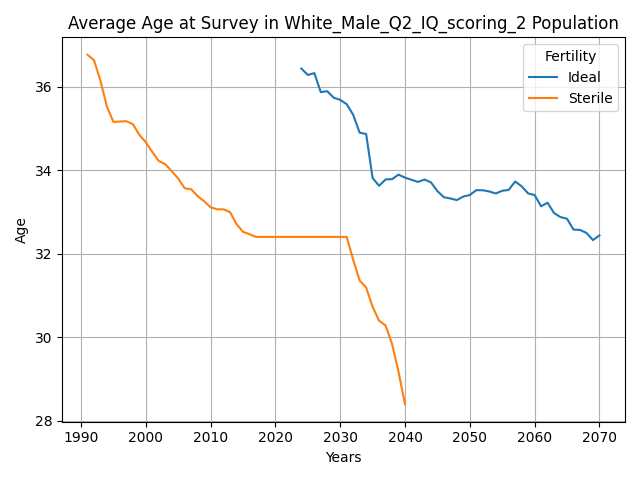 Average Age at Survey in White_Male_Q2_IQ_scoring_2 Population
Fertility
Ideal
Sterile
Age
36
34
32
30
28
1990 2000 2010 2020 2030 2040 2050 2060 2070
Years